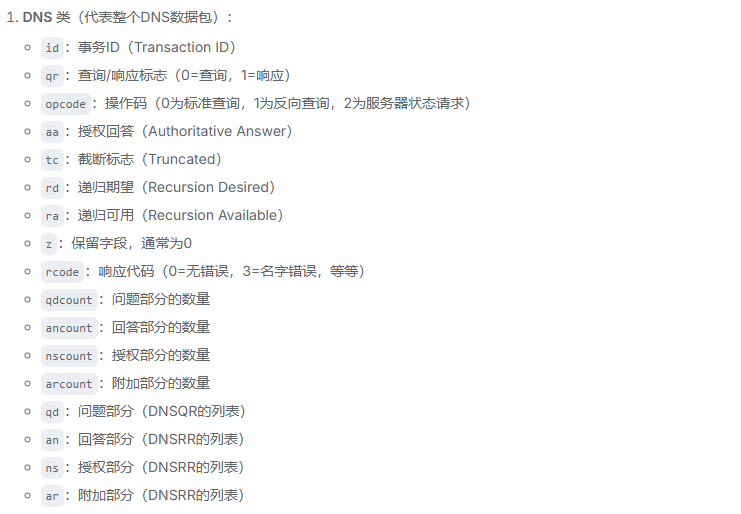 1. DNS 类（代表整个DNS数据包）：
id：事务ID（Transaction ID）
qr：查询/响应标志（0=查询，1=响应）
opcode：操作码（0为标准查询，1为反向查询，2为服务器状态请求）
aa：授权回答（Authoritative Answer）
tc：截断标志（Truncated）
rd：递归期望（Recursion Desired）
ra：递归可用（Recursion Available）
z：保留字段，通常为0
rcode：响应代码（0=无错误，3=名字错误，等等）
qdcount：问题部分的数量
ancount：回答部分的数量
nscount：授权部分的数量
arcount：附加部分的数量
qd：问题部分（DNSQR的列表）
an：回答部分（DNSRR的列表）
ns：授权部分（DNSRR的列表）
ar：附加部分（DNSRR的列表）